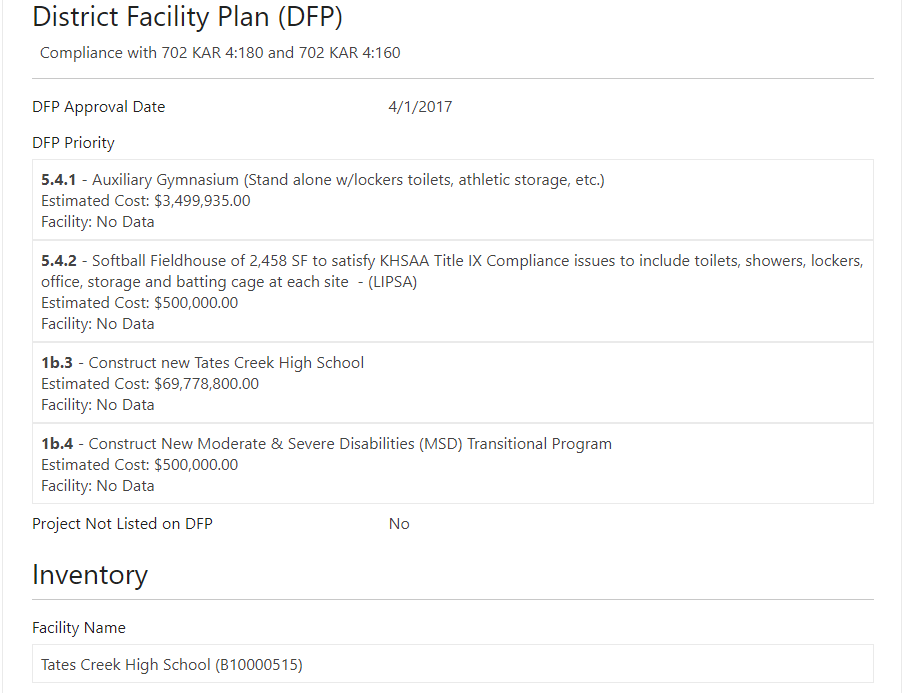 District Facility Plan (DFP)
Compliance with 702 KAR 4:180 and 702 KAR 4:160
DFP Approval Date 4/1/2017
DFP Priority
5.4.1 - Auxiliary Gymnasium (Stand alone w/lockers toilets, athletic storage, etc.)
Estimated Cost: $3,499,935.00
Facility: No Data
5.4.2 - Softball Fieldhouse of 2,458 SF to satisfy KHSAA Title IX Compliance issues to include toilets, showers, lockers,
office, storage and batting cage at each site - (LIPSA)
Estimated Cost: $500,000.00
Facility: No Data
1b.3 - Construct new Tates Creek High School
Estimated Cost: $69,778,800.00
Facility: No Data
1b.4 - Construct New Moderate & Severe Disabilities (MSD) Transitional Program
Estimated Cost: $500,000.00
Facility: No Data
Project Not Listed on DFP No
Inventory
Facility Name
Tates Creek High School (B10000515)